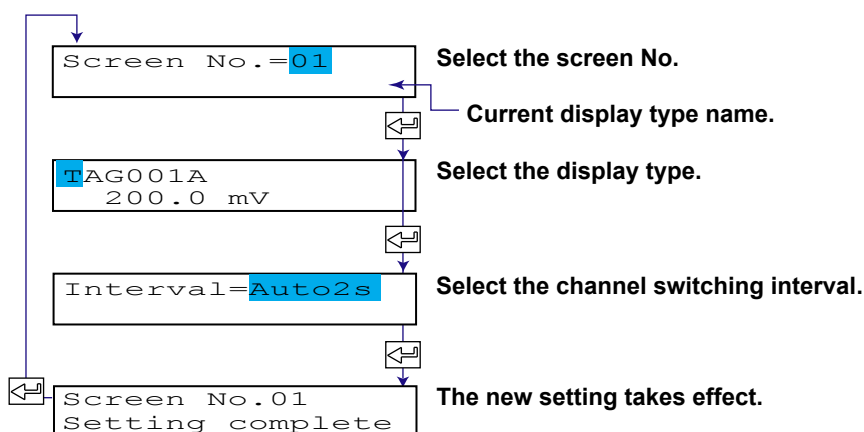 Screen No.=01
Select the screen No.
Current display type name.
TAG001A
200.0 mV
Select the display type.
Interval=Auto2s
Select the channel switching interval.
Screen No.01
Setting complete
The new setting takes effect.